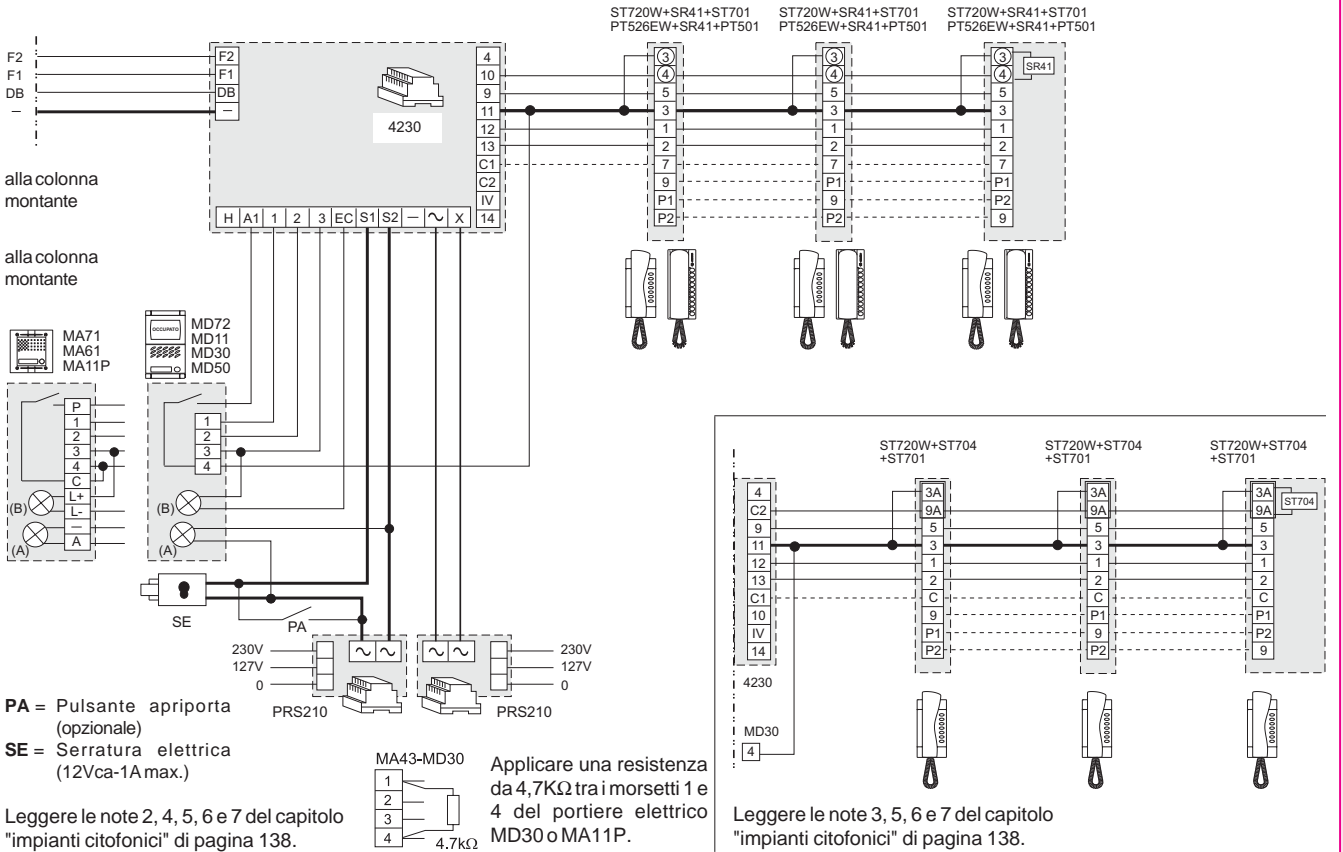 ST720W+SR41+ST701 ST720W+SR41+ST701 ST720W+SR41+ST701
PT526EW+SR41+PT501 PT526EW+SR41+PT501 PT526EW+SR41+PT501
F2
F1
DB
–
F2
F1
DB
–
4230
4
10
9
11
12
13
C1
C2
IV
14
H A1 1 2 3 EC S1 S2 — ~ X
3
4
5
3
1
2
7
9
P1
P2
3
4
5
3
1
2
7
P1
9
P2
3
4
5
3
1
2
7
P1
P2
9
SR41
alla colonna
montante
alla colonna
montante
MA71
MA61
MA11P
OCCUPATO
MD72
MD11
MD30
MD50
P
1
2
3
4
C
L+
L-
—
A
(B)
(A)
1
2
3
4
(B)
(A)
SE
PA
230V
127V
0
~ ~
~ ~
230V
127V
0
PRS210
PRS210
PA = Pulsante apriporta
(opzionale)
SE = Serratura elettrica
(12Vca-1A max.)
Leggere le note 2, 4, 5, 6 e 7 del capitolo
"impianti citofonici" di pagina 138.
MA43-MD30
1
2
3
4
4,7kΩ
Applicare una resistenza
da 4,7KΩ tra i morsetti 1 e
4 del portiere elettrico
MD30 o MA11P.
ST720W+ST704 ST720W+ST704 ST720W+ST704
+ST701 +ST701 +ST701
4
C2
9
11
12
13
C1
10
IV
14
4230
MD30
4
3A
9A
5
3
1
2
C
9
P1
P2
3A
9A
5
3
1
2
C
P1
9
P2
3A
9A
5
3
1
2
C
P1
P2
9
ST704
Leggere le note 3, 5, 6 e 7 del capitolo
"impianti citofonici" di pagina 138.